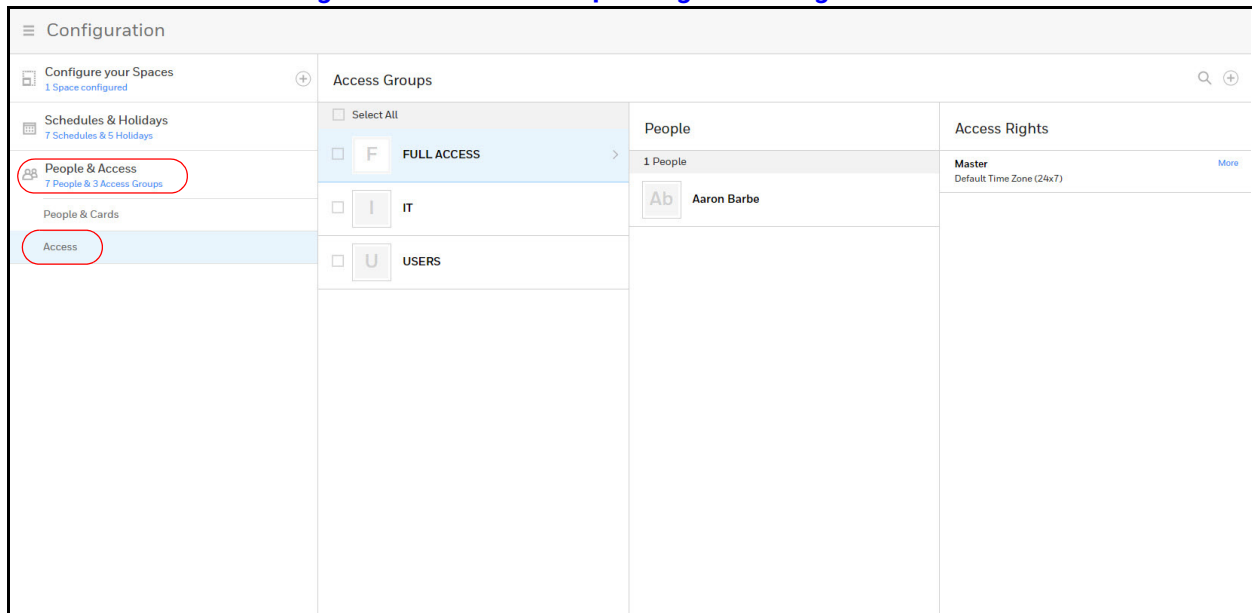 Configuration
Configure your Spaces
1 Space configured
Schedules & Holidays
7 Schedules & 5 Holidays
People & Access
7 People & 3 Access Groups
People & Cards
Access
Access Groups
Select All
F FULL ACCESS
I IT
U USERS
People
1 People
Ab Aaron Barbe
Access Rights
Master More
Default Time Zone (24x7)